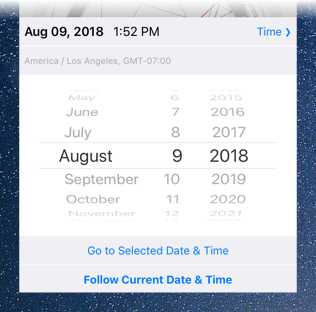 Aug 09, 2018 1:52 PM Time ❯
America / Los Angeles, GMT-07:00
May 6 2015
June 7 2016
July 8 2017
August 9 2018
September 10 2019
October 11 2020
November 12 2021
Go to Selected Date & Time
Follow Current Date & Time